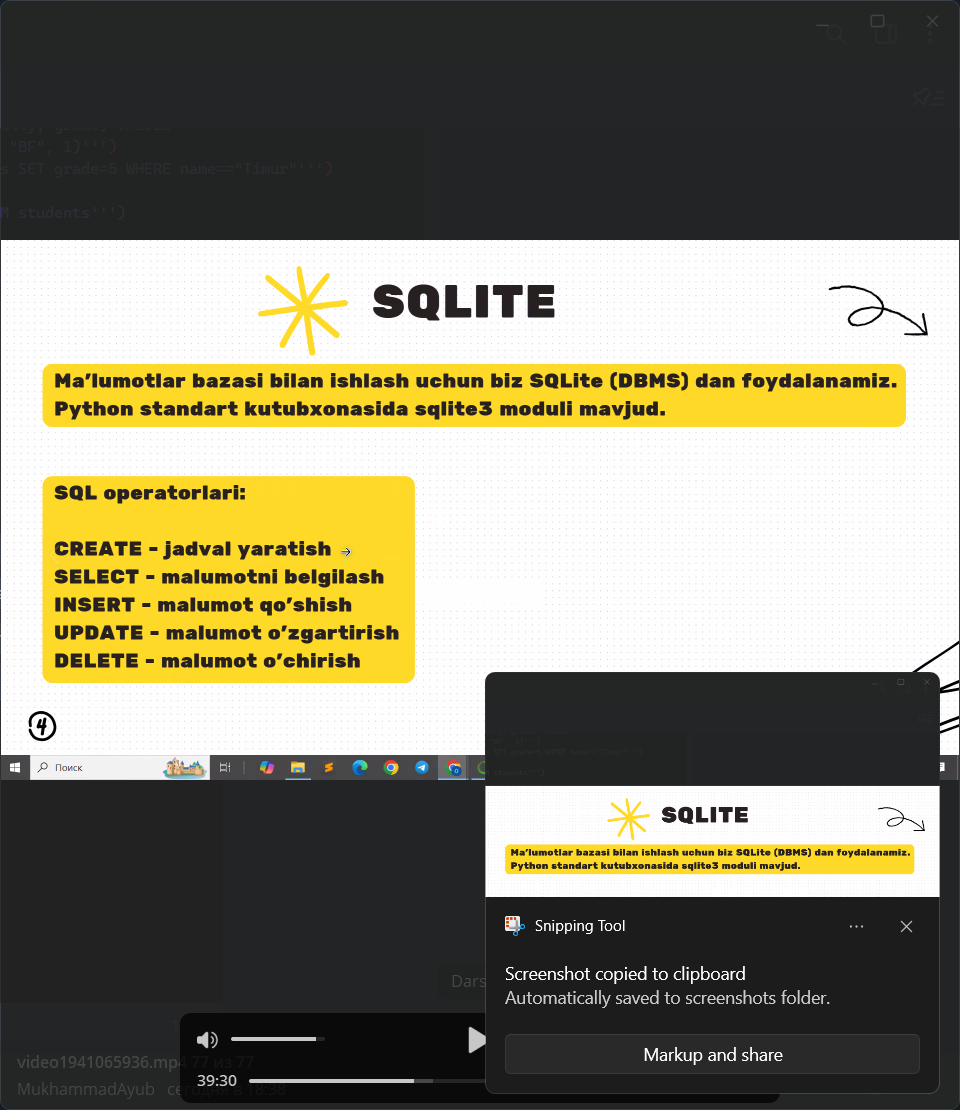 "BF", 1)''')
s SET grade=5 WHERE name=="Timur"''')
M students''')
SQLITE
Ma’lumotlar bazasi bilan ishlash uchun biz SQLite (DBMS) dan foydalanamiz.
Python standart kutubxonasida sqlite3 moduli mavjud.
SQL operatorlari:
CREATE - jadval yaratish
SELECT - malumotni belgilash
INSERT - malumot qo’shish
UPDATE - malumot o’zgartirish
DELETE - malumot o’chirish
4
Поиск
SQLITE
Ma’lumotlar bazasi bilan ishlash uchun biz SQLite (DBMS) dan foydalanamiz.
Python standart kutubxonasida sqlite3 moduli mavjud.
Snipping Tool
Screenshot copied to clipboard
Automatically saved to screenshots folder.
Markup and share
Dars
video1941065936.mp4 77 из 77
39:30
MukhammadAyub сегодня в 18:38